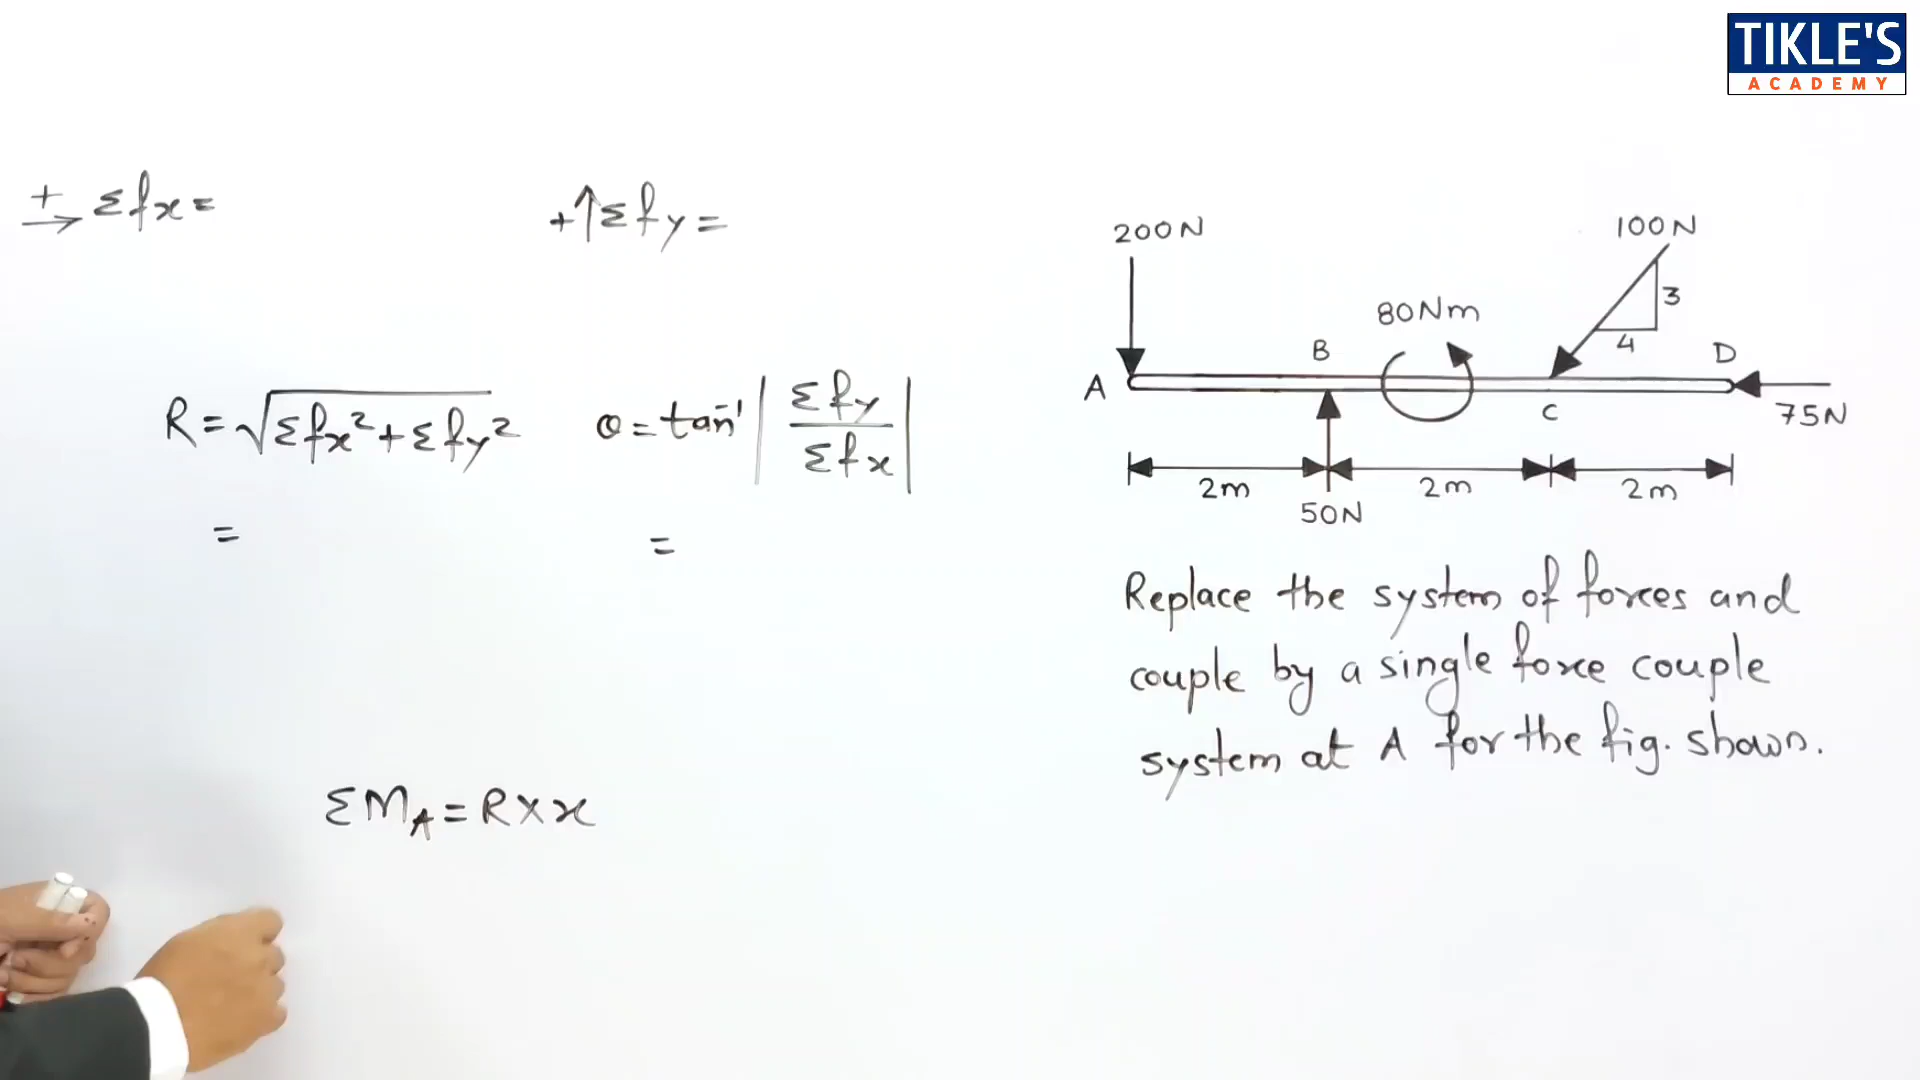 TIKLE'S
ACADEMY
+→ Σfx=
+↑Σfy=
R=√Σfx²+Σfy²
θ=tan⁻¹|Σfy/Σfx|
=
=
ΣM_A=R×x
200N
100N
80Nm
3
4
A
B
C
D
75N
2m
2m
2m
50N
Replace the system of forces and
couple by a single force couple
system at A for the fig. shown.